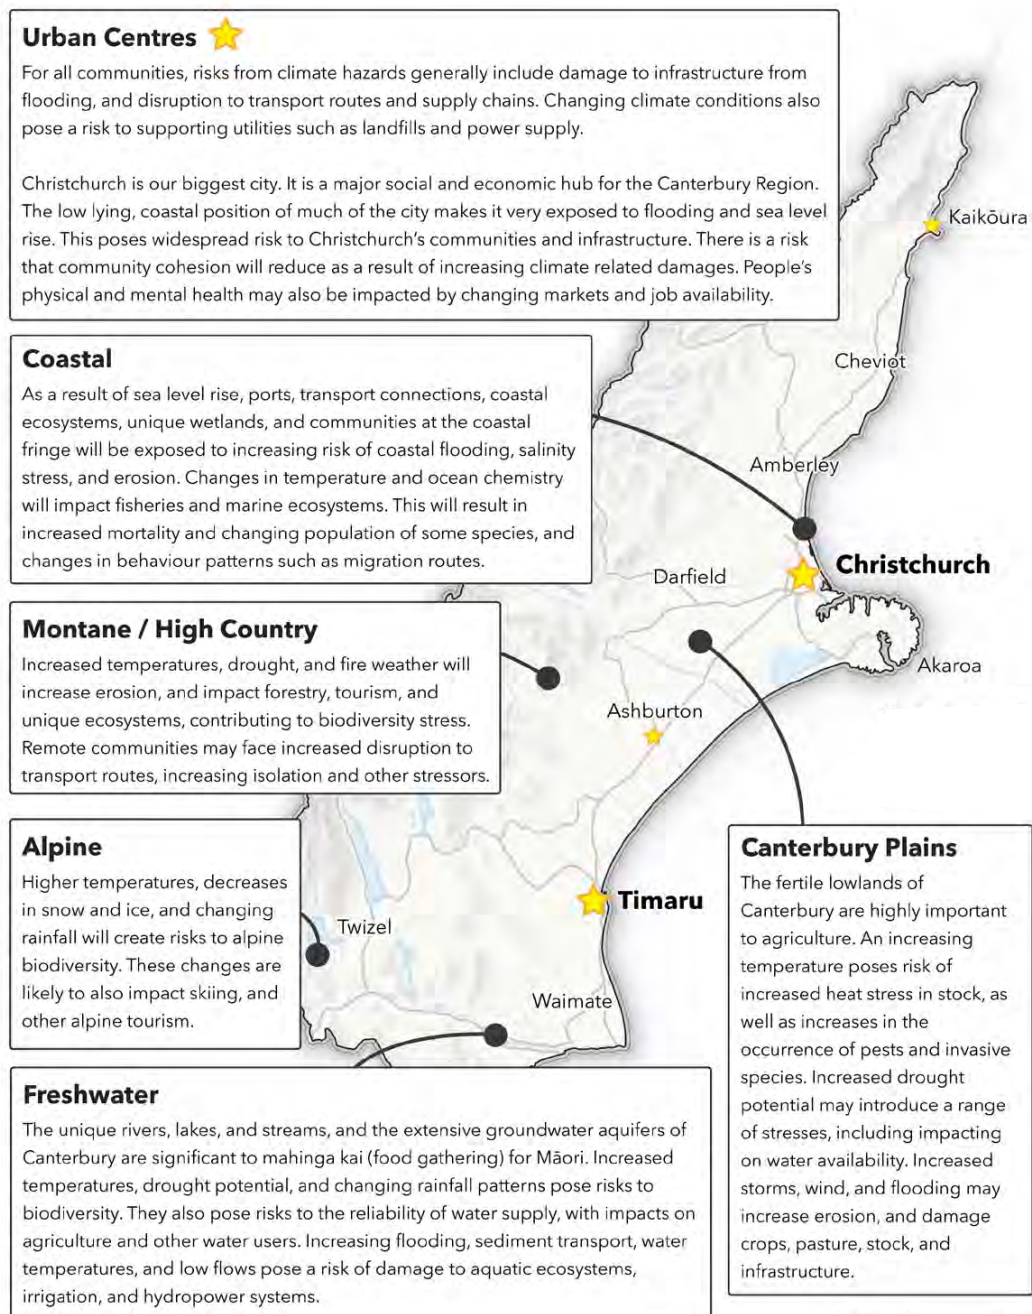 Urban Centres
For all communities, risks from climate hazards generally include damage to infrastructure from
flooding, and disruption to transport routes and supply chains. Changing climate conditions also
pose a risk to supporting utilities such as landfills and power supply.
Christchurch is our biggest city. It is a major social and economic hub for the Canterbury Region.
The low lying, coastal position of much of the city makes it very exposed to flooding and sea level
rise. This poses widespread risk to Christchurch's communities and infrastructure. There is a risk
that community cohesion will reduce as a result of increasing climate related damages. People's
physical and mental health may also be impacted by changing markets and job availability.
Kaikōura
Cheviot
Amberley
Christchurch
Darfield
Akaroa
Ashburton
Timaru
Twizel
Waimate
Coastal
As a result of sea level rise, ports, transport connections, coastal
ecosystems, unique wetlands, and communities at the coastal
fringe will be exposed to increasing risk of coastal flooding, salinity
stress, and erosion. Changes in temperature and ocean chemistry
will impact fisheries and marine ecosystems. This will result in
increased mortality and changing population of some species, and
changes in behaviour patterns such as migration routes.
Montane / High Country
Increased temperatures, drought, and fire weather will
increase erosion, and impact forestry, tourism, and
unique ecosystems, contributing to biodiversity stress.
Remote communities may face increased disruption to
transport routes, increasing isolation and other stressors.
Alpine
Higher temperatures, decreases
in snow and ice, and changing
rainfall will create risks to alpine
biodiversity. These changes are
likely to also impact skiing, and
other alpine tourism.
Canterbury Plains
The fertile lowlands of
Canterbury are highly important
to agriculture. An increasing
temperature poses risk of
increased heat stress in stock, as
well as increases in the
occurrence of pests and invasive
species. Increased drought
potential may introduce a range
of stresses, including impacting
on water availability. Increased
storms, wind, and flooding may
increase erosion, and damage
crops, pasture, stock, and
infrastructure.
Freshwater
The unique rivers, lakes, and streams, and the extensive groundwater aquifers of
Canterbury are significant to mahinga kai (food gathering) for Māori. Increased
temperatures, drought potential, and changing rainfall patterns pose risks to
biodiversity. They also pose risks to the reliability of water supply, with impacts on
agriculture and other water users. Increasing flooding, sediment transport, water
temperatures, and low flows pose a risk of damage to aquatic ecosystems,
irrigation, and hydropower systems.